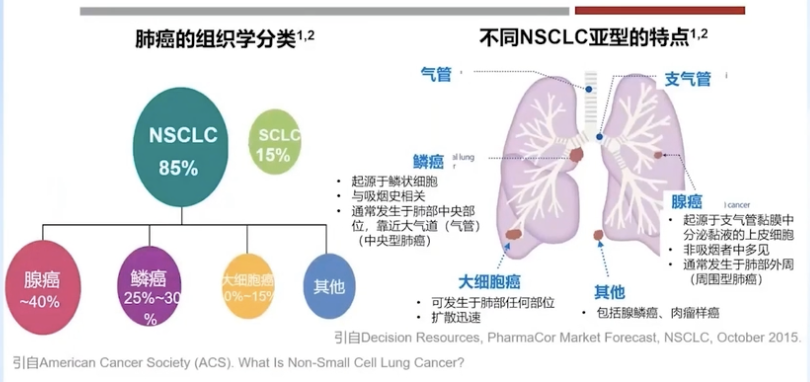 肺癌的组织学分类1,2
NSCLC
85%
SCLC
15%
腺癌
~40%
鳞癌
25%~30
%
大细胞癌
0%~15%
其他
不同NSCLC亚型的特点1,2
气管
支气管
鳞癌
lung
• 起源于鳞状细胞
• 与吸烟史相关
• 通常发生于肺部中央部
位，靠近大气道（气管）
（中央型肺癌）
腺癌
cancer
• 起源于支气管黏膜中
分泌黏液的上皮细胞
• 非吸烟者中多见
• 通常发生于肺部外周
（周围型肺癌）
大细胞癌
• 可发生于肺部任何部位
• 扩散迅速
其他
• 包括腺鳞癌、肉瘤样癌
引自Decision Resources, PharmaCor Market Forecast, NSCLC, October 2015.
引自American Cancer Society (ACS). What Is Non-Small Cell Lung Cancer?